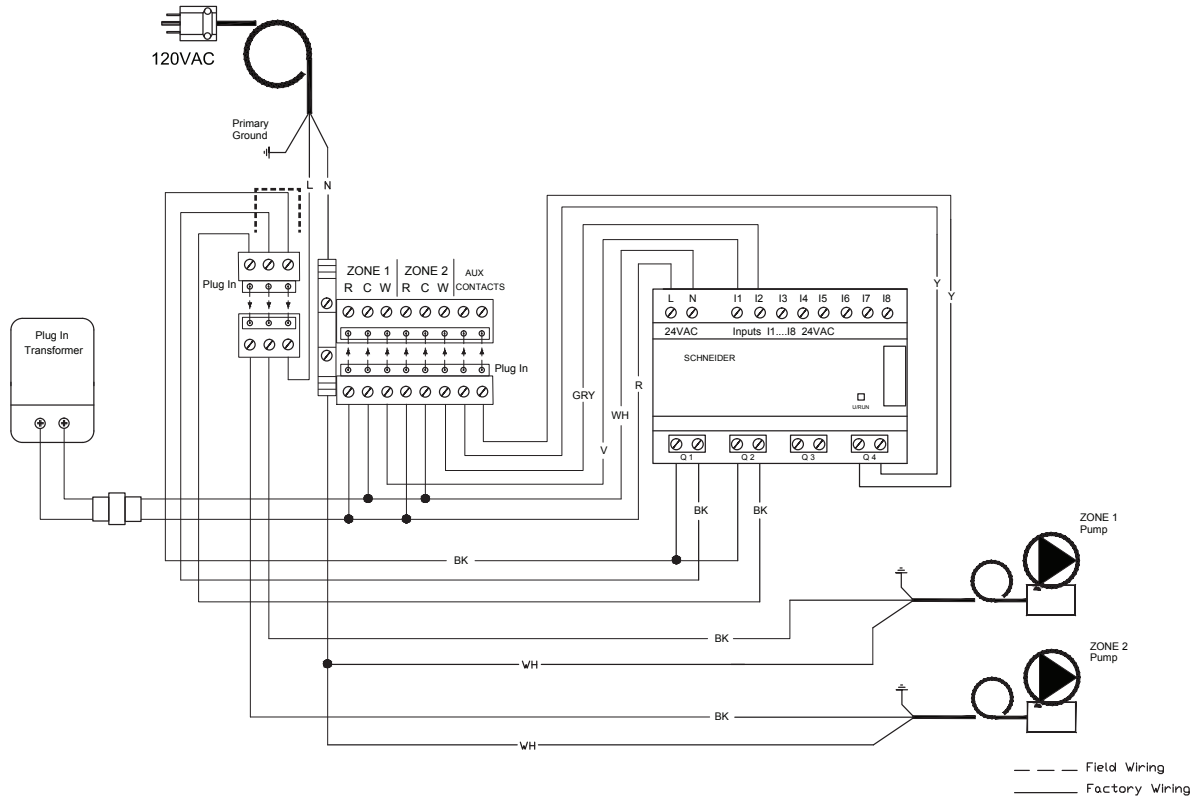 120VAC
Primary
Ground
L N
ZONE 1 ZONE 2 AUX
R C W R C W CONTACTS
Plug In
Plug In
Plug In
Transformer
L N I1 I2 I3 I4 I5 I6 I7 I8
24VAC Inputs I1....I8 24VAC
SCHNEIDER
U/RUN
Q 1 Q 2 Q 3 Q 4
Y
Y
R
GRY
WH
V
BK
BK
BK
ZONE 1
Pump
BK
WH
ZONE 2
Pump
BK
WH
Field Wiring
Factory Wiring